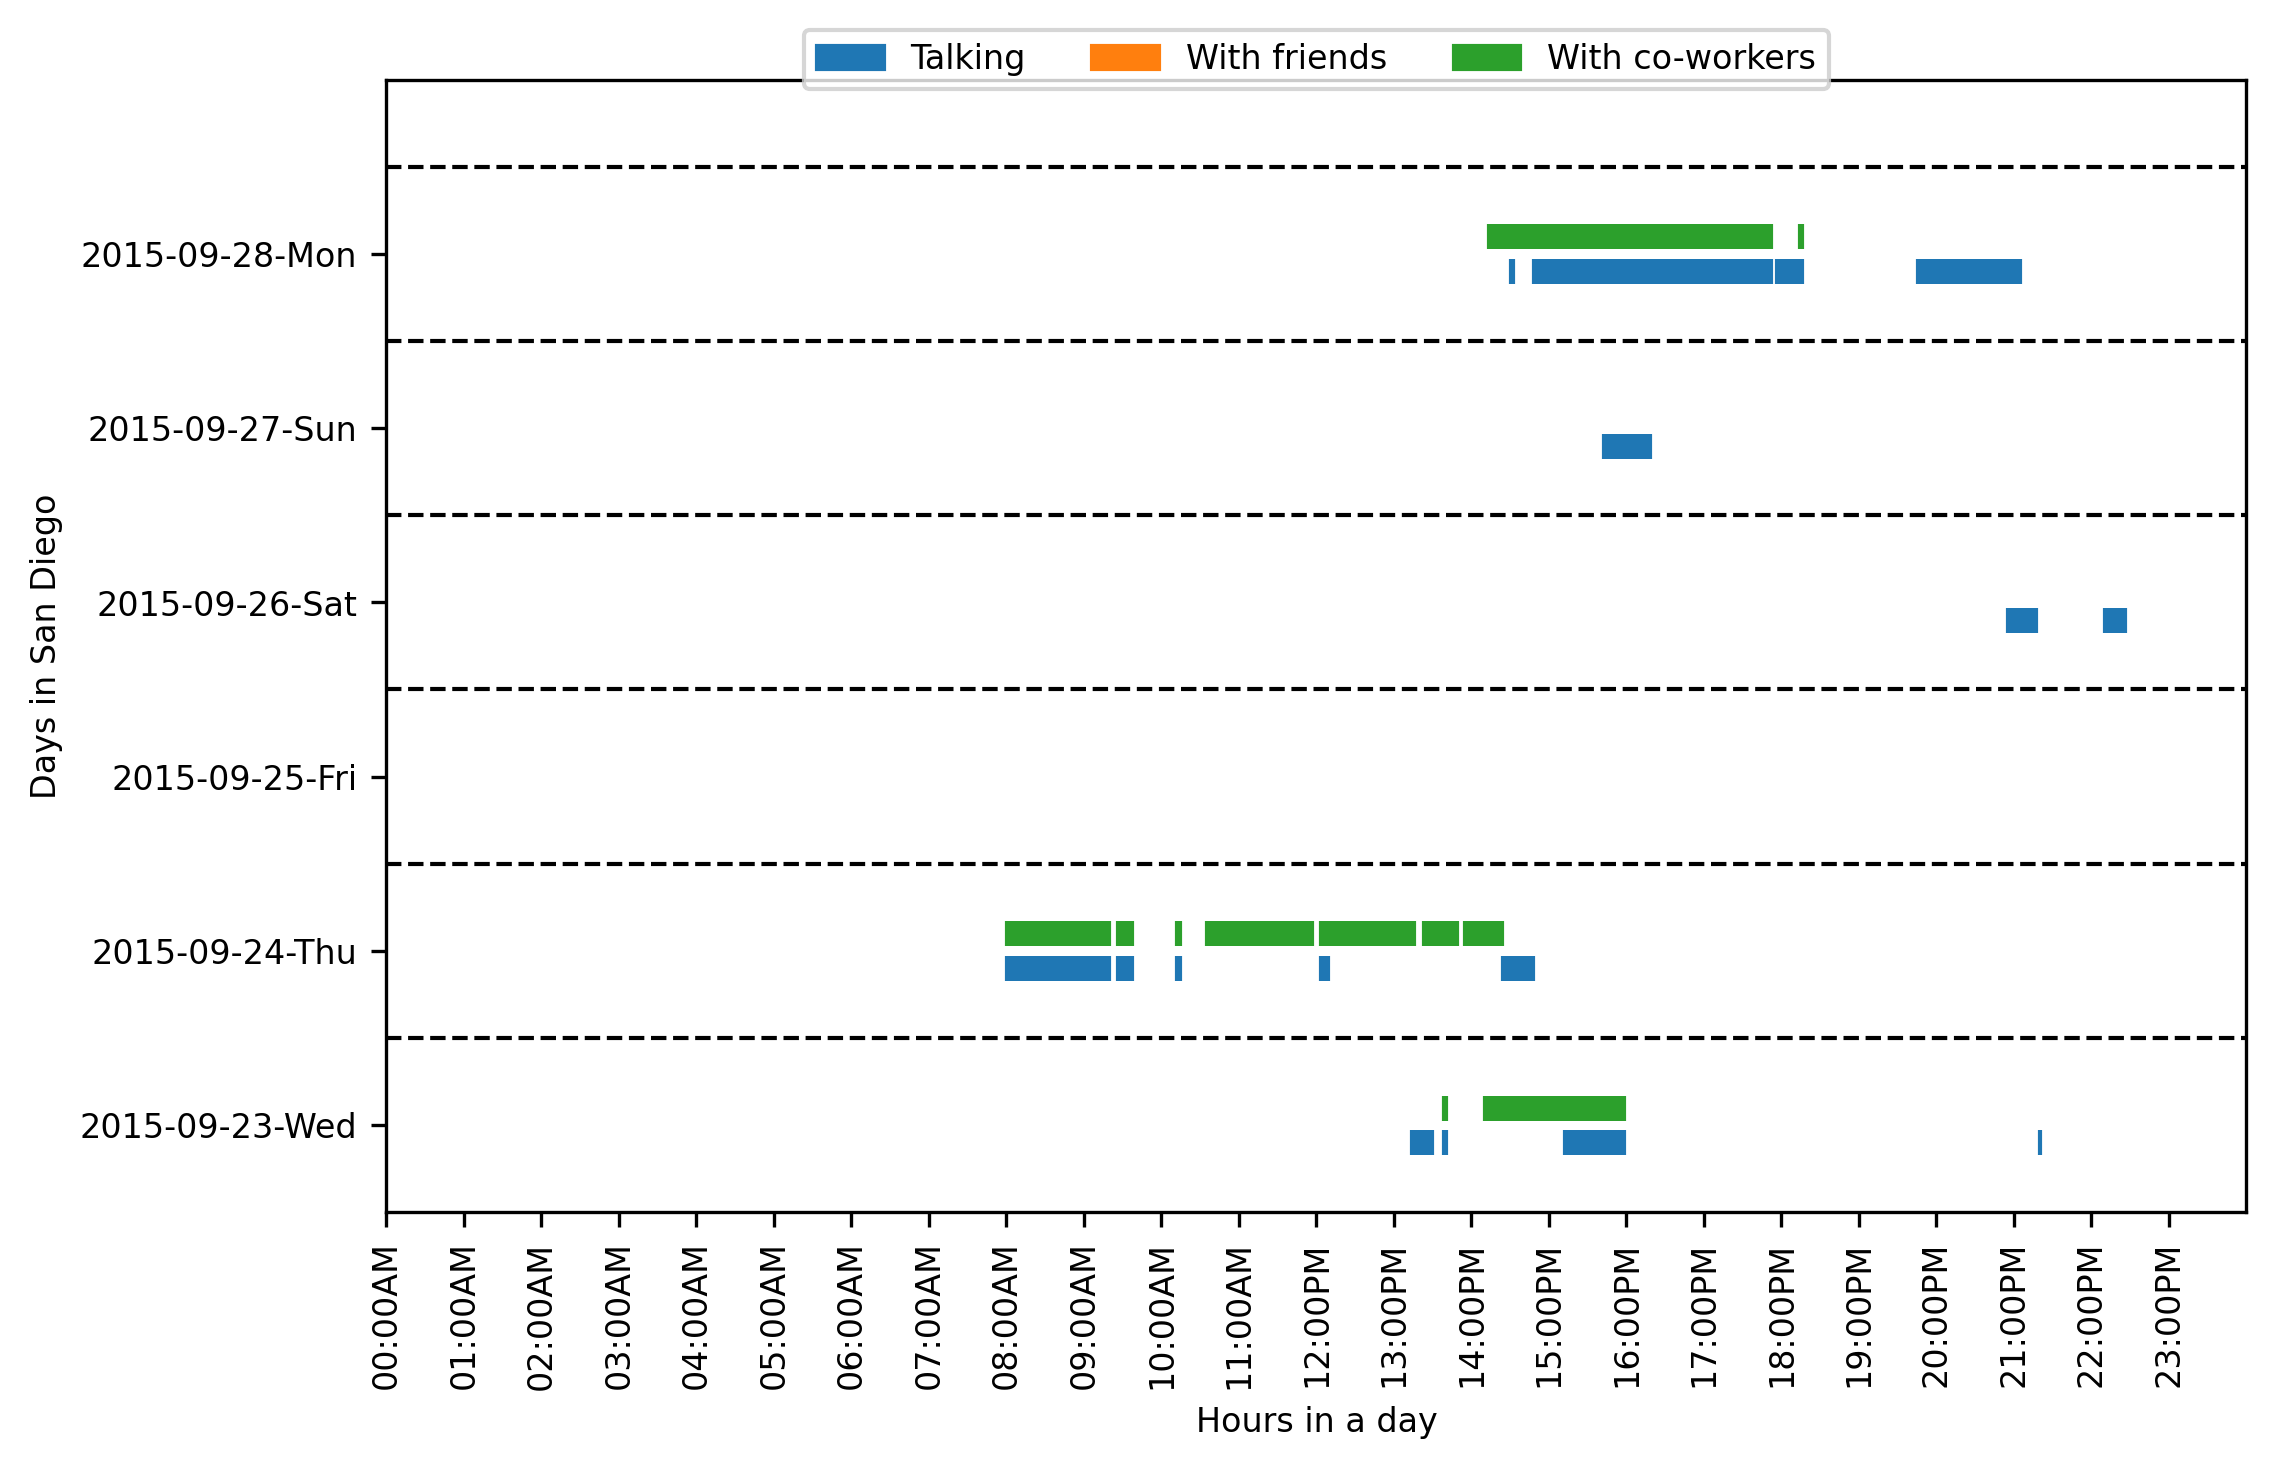 Talking With friends With co-workers
2015-09-28-Mon
2015-09-27-Sun
2015-09-26-Sat
2015-09-25-Fri
2015-09-24-Thu
2015-09-23-Wed
Days in San Diego
00:00AM 01:00AM 02:00AM 03:00AM 04:00AM 05:00AM 06:00AM 07:00AM 08:00AM 09:00AM 10:00AM 11:00AM 12:00PM 13:00PM 14:00PM 15:00PM 16:00PM 17:00PM 18:00PM 19:00PM 20:00PM 21:00PM 22:00PM 23:00PM
Hours in a day